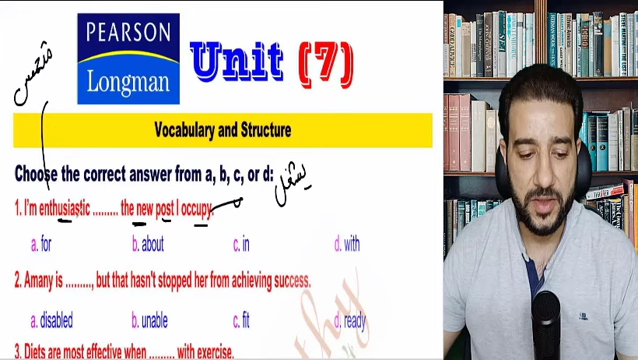 PEARSON
Longman
Unit (7)
متحمس
Vocabulary and Structure
Choose the correct answer from a, b, c, or d:
يشغل
1. I'm enthusiastic ......... the new post I occupy.
a. for b. about c. in d. with
2. Amany is ........., but that hasn't stopped her from achieving success.
a. disabled b. unable c. fit d. ready
3. Diets are most effective when ......... with exercise.